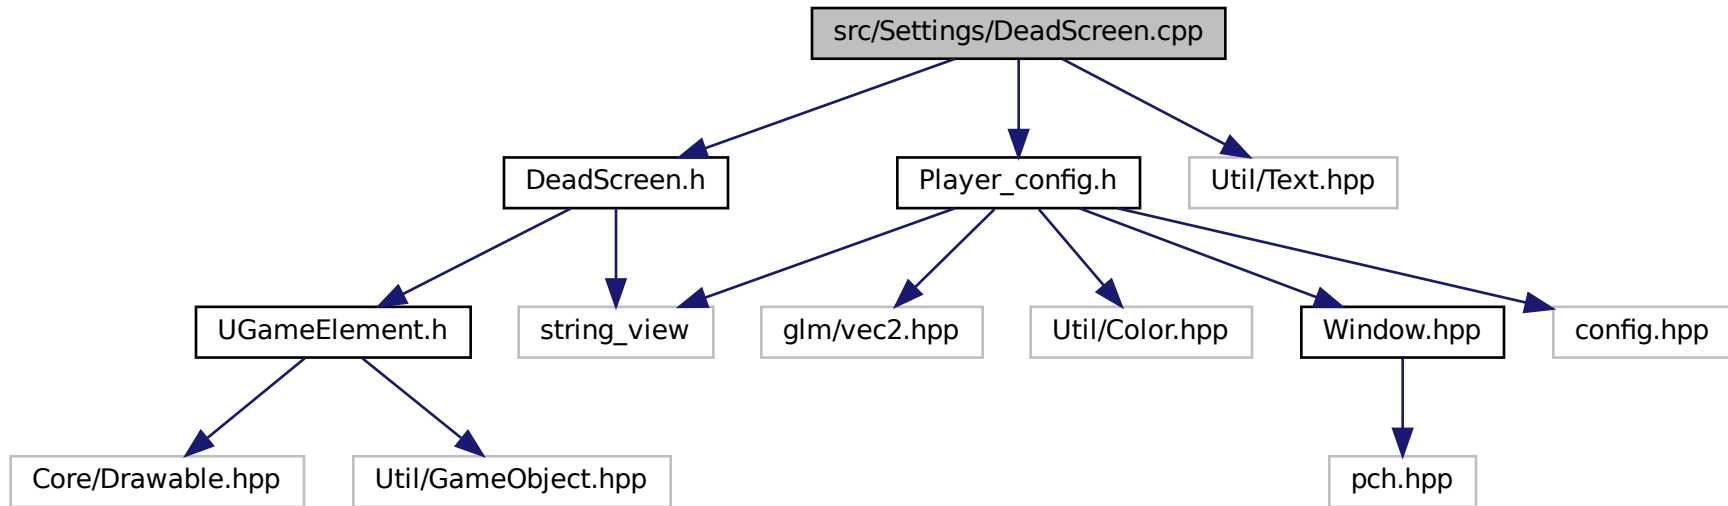 src/Settings/DeadScreen.cpp
DeadScreen.h
Player_config.h
Util/Text.hpp
UGameElement.h
string_view
glm/vec2.hpp
Util/Color.hpp
Window.hpp
config.hpp
Core/Drawable.hpp
Util/GameObject.hpp
pch.hpp